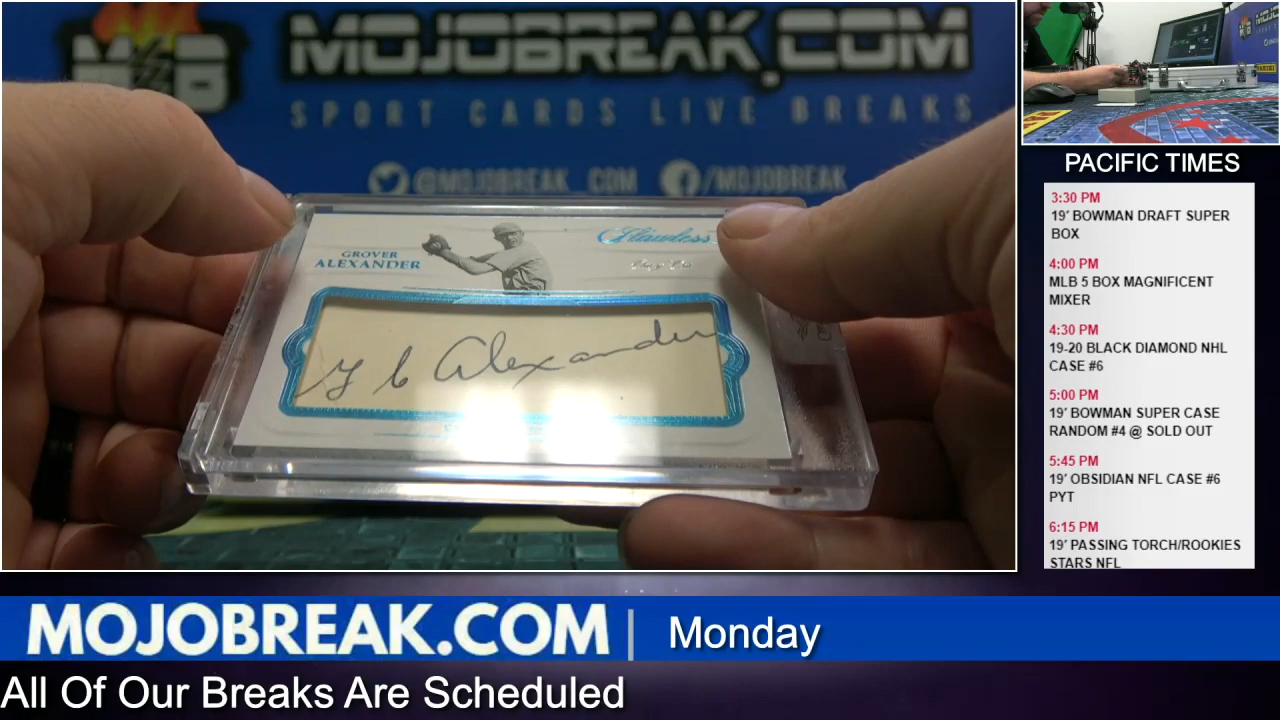 MB
MOJOBREAK.COM
SPORT CARDS LIVE BREAKS
@MOJOBREAK_COM
/MOJOBREAK
GROVER
ALEXANDER
Flawless
G C Alexander
PACIFIC TIMES
3:30 PM
19' BOWMAN DRAFT SUPER
BOX
4:00 PM
MLB 5 BOX MAGNIFICENT
MIXER
4:30 PM
19-20 BLACK DIAMOND NHL
CASE #6
5:00 PM
19' BOWMAN SUPER CASE
RANDOM #4 @ SOLD OUT
5:45 PM
19' OBSIDIAN NFL CASE #6
PYT
6:15 PM
19' PASSING TORCH/ROOKIES
STARS NFL
MOJOBREAK.COM | Monday
All Of Our Breaks Are Scheduled